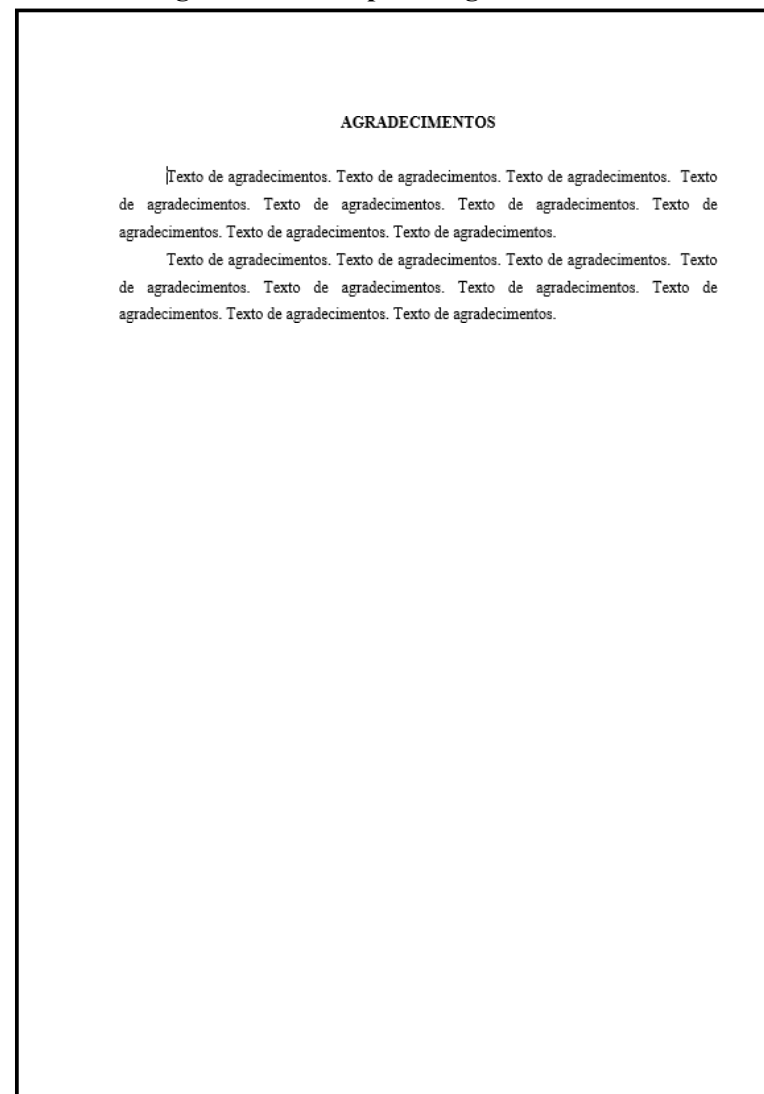 AGRADECIMENTOS
Texto de agradecimentos. Texto de agradecimentos. Texto de agradecimentos.  Texto
de agradecimentos. Texto de agradecimentos. Texto de agradecimentos. Texto de
agradecimentos. Texto de agradecimentos. Texto de agradecimentos.
Texto de agradecimentos. Texto de agradecimentos. Texto de agradecimentos.  Texto
de agradecimentos. Texto de agradecimentos. Texto de agradecimentos. Texto de
agradecimentos. Texto de agradecimentos. Texto de agradecimentos.